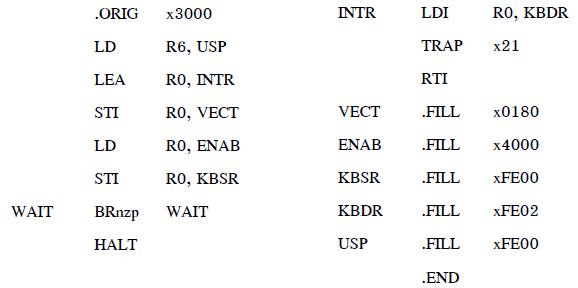 .ORIG x3000
LD R6, USP
LEA R0, INTR
STI R0, VECT
LD R0, ENAB
STI R0, KBSR
WAIT BRnzp WAIT
HALT
INTR LDI R0, KBDR
TRAP x21
RTI
VECT .FILL x0180
ENAB .FILL x4000
KBSR .FILL xFE00
KBDR .FILL xFE02
USP .FILL xFE00
.END